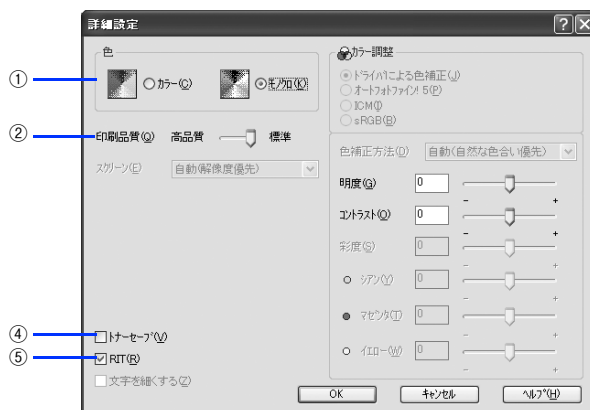 詳細設定
色
① カラー(C) モノクロ(K)
② 印刷品質(Q) 高品質 標準
スクリーン(E) 自動(解像度優先)
④ トナーセーブ(V)
⑤ RIT(R)
文字を細くする(Z)
カラー調整
ドライバによる色補正(J)
オートフォトファイン!5(P)
ICM(I)
sRGB(B)
色補正方法(D) 自動(自然な色合い優先)
明度(G) 0
- +
コントラスト(O) 0
- +
彩度(S) 0
- +
シアン(Y) 0
- +
マゼンタ(T) 0
- +
イエロー(W) 0
- +
OK キャンセル ヘルプ(H)